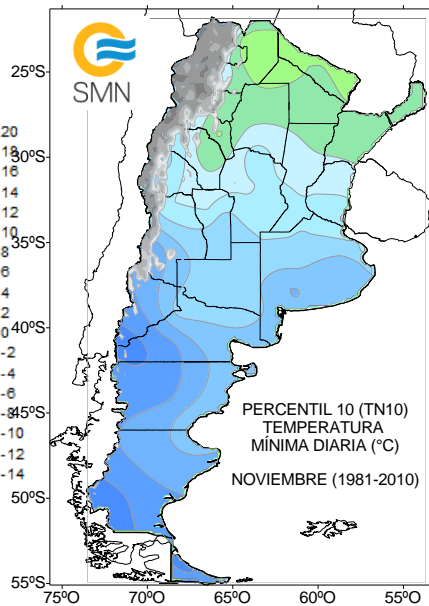 SMN
25°S
30°S
35°S
40°S
45°S
50°S
55°S
20
18
16
14
12
10
8
6
4
2
0
-2
-4
-6
-8
-10
-12
-14
PERCENTIL 10 (TN10)
TEMPERATURA
MÍNIMA DIARIA (°C)
NOVIEMBRE (1981-2010)
75°O
70°O
65°O
60°O
55°O